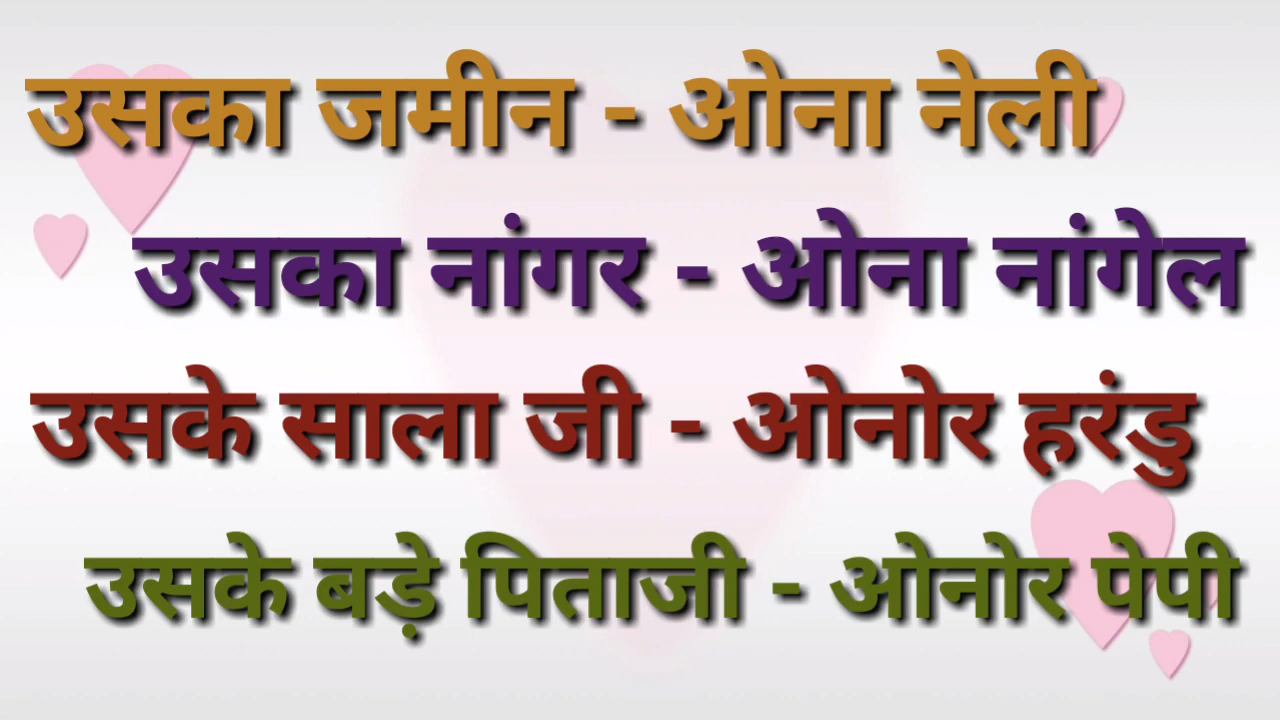 उसका जमीन - ओना नेली
उसका नांगर - ओना नांगेल
उसके साला जी - ओनोर हरंडु
उसके बड़े पिताजी - ओनोर पेपी